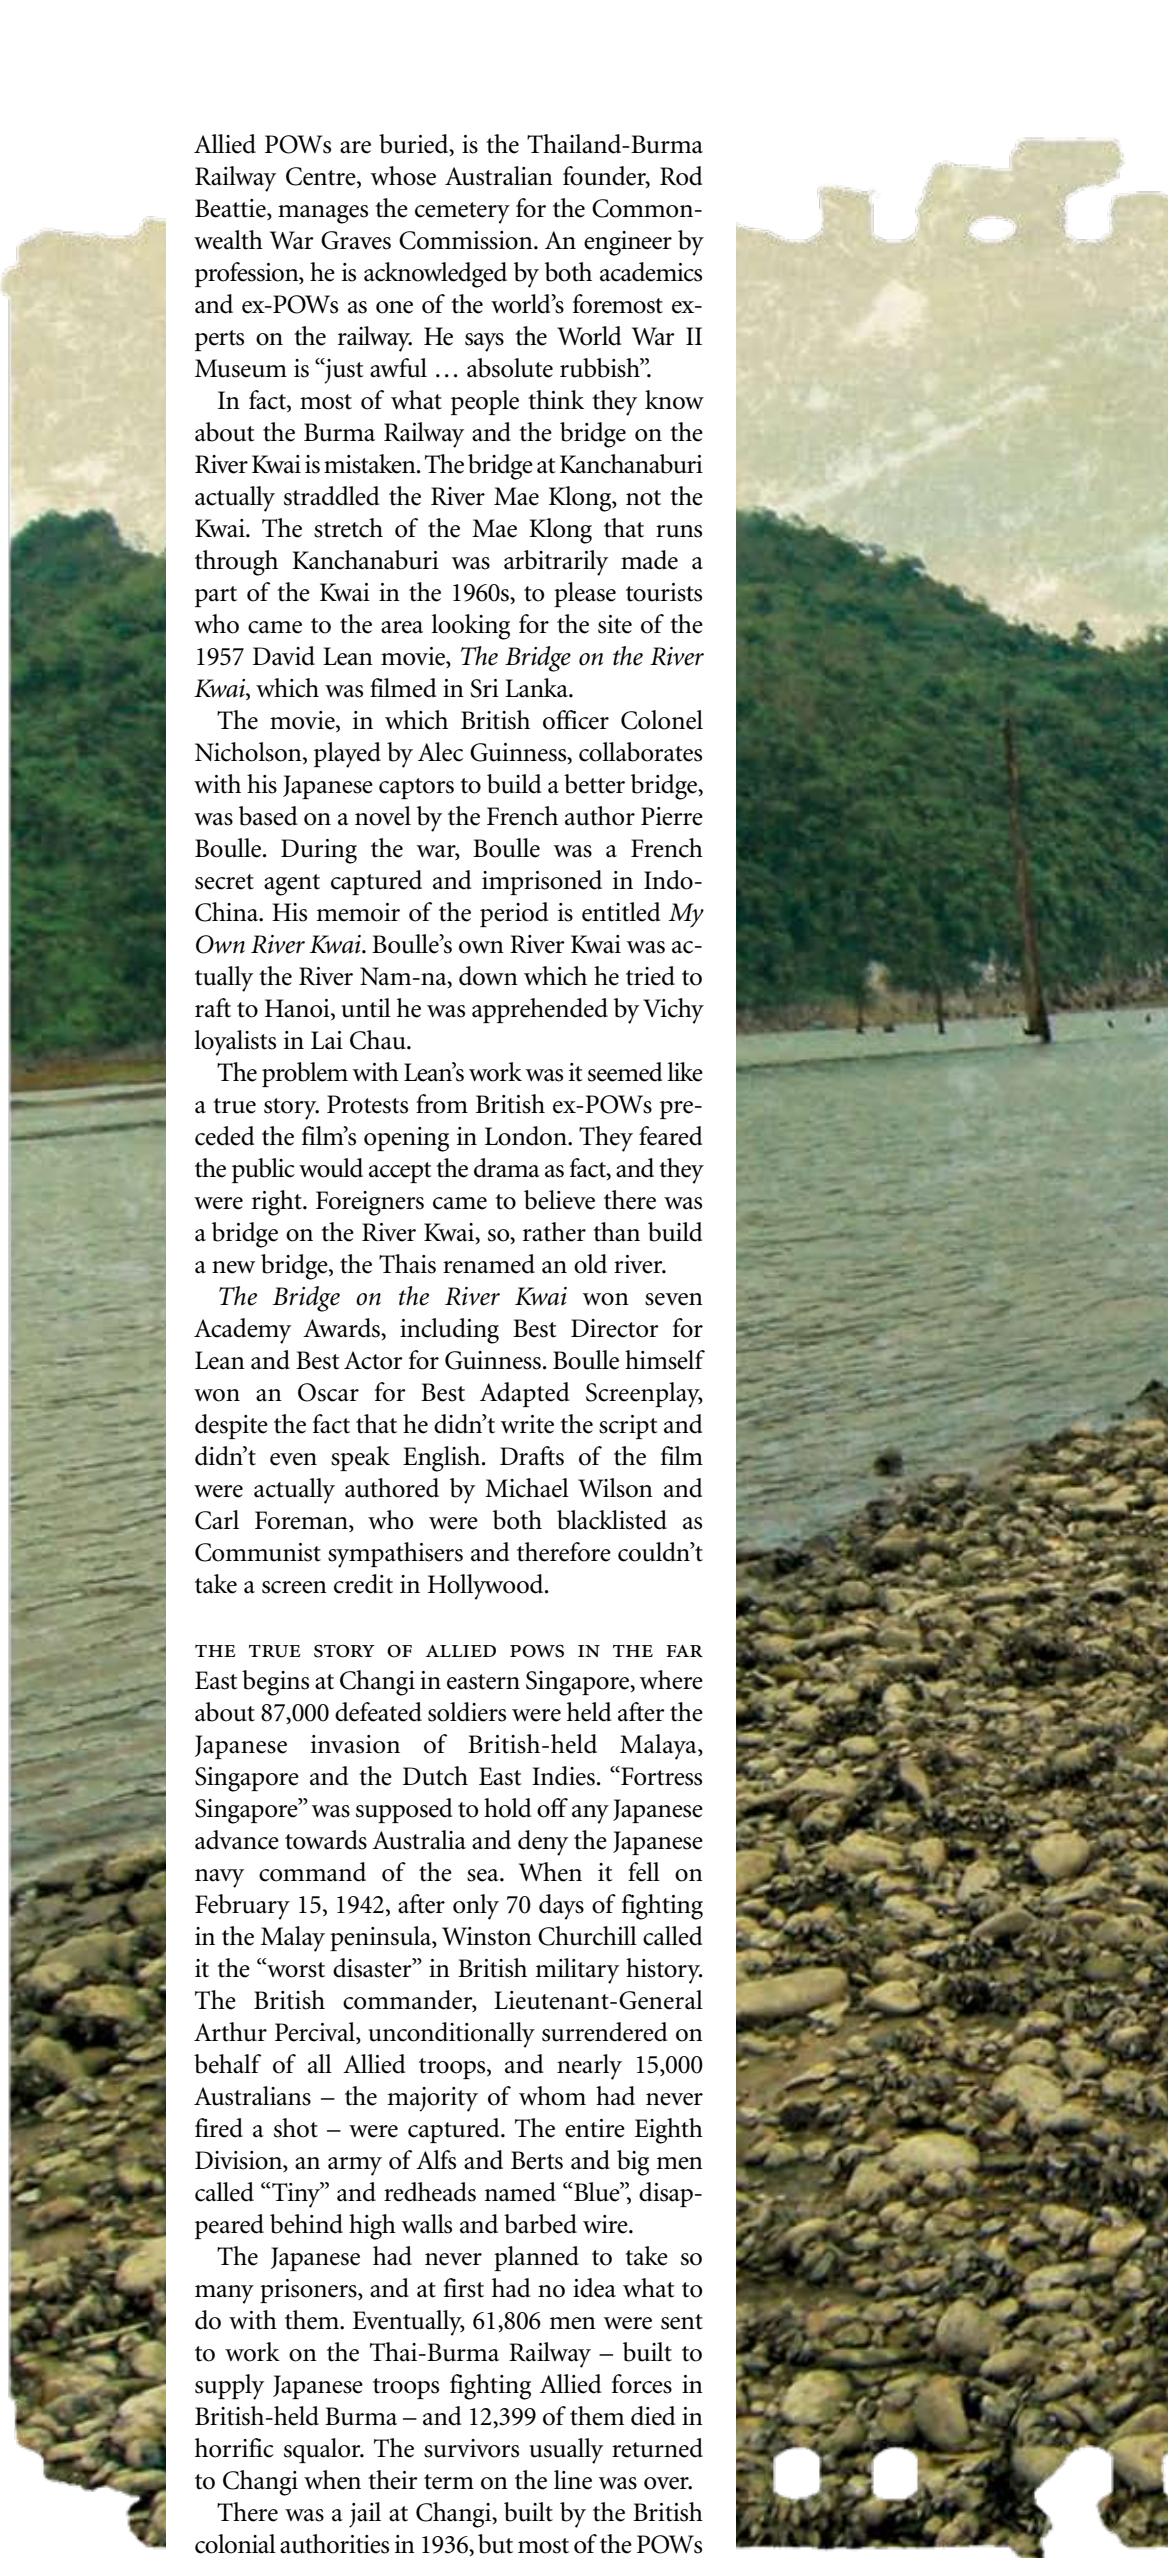 Allied POWs are buried, is the Thailand-Burma
Railway Centre, whose Australian founder, Rod
Beattie, manages the cemetery for the Common-
wealth War Graves Commission. An engineer by
profession, he is acknowledged by both academics
and ex-POWs as one of the world’s foremost ex-
perts on the railway. He says the World War II
Museum is “just awful … absolute rubbish”.
In fact, most of what people think they know
about the Burma Railway and the bridge on the
River Kwai is mistaken. The bridge at Kanchanaburi
actually straddled the River Mae Klong, not the
Kwai. The stretch of the Mae Klong that runs
through Kanchanaburi was arbitrarily made a
part of the Kwai in the 1960s, to please tourists
who came to the area looking for the site of the
1957 David Lean movie, The Bridge on the River
Kwai, which was filmed in Sri Lanka.
The movie, in which British officer Colonel
Nicholson, played by Alec Guinness, collaborates
with his Japanese captors to build a better bridge,
was based on a novel by the French author Pierre
Boulle. During the war, Boulle was a French
secret agent captured and imprisoned in Indo-
China. His memoir of the period is entitled My
Own River Kwai. Boulle’s own River Kwai was ac-
tually the River Nam-na, down which he tried to
raft to Hanoi, until he was apprehended by Vichy
loyalists in Lai Chau.
The problem with Lean’s work was it seemed like
a true story. Protests from British ex-POWs pre-
ceded the film’s opening in London. They feared
the public would accept the drama as fact, and they
were right. Foreigners came to believe there was
a bridge on the River Kwai, so, rather than build
a new bridge, the Thais renamed an old river.
The Bridge on the River Kwai won seven
Academy Awards, including Best Director for
Lean and Best Actor for Guinness. Boulle himself
won an Oscar for Best Adapted Screenplay,
despite the fact that he didn’t write the script and
didn’t even speak English. Drafts of the film
were actually authored by Michael Wilson and
Carl Foreman, who were both blacklisted as
Communist sympathisers and therefore couldn’t
take a screen credit in Hollywood.
THE TRUE STORY OF ALLIED POWS IN THE FAR
East begins at Changi in eastern Singapore, where
about 87,000 defeated soldiers were held after the
Japanese invasion of British-held Malaya,
Singapore and the Dutch East Indies. “Fortress
Singapore” was supposed to hold off any Japanese
advance towards Australia and deny the Japanese
navy command of the sea. When it fell on
February 15, 1942, after only 70 days of fighting
in the Malay peninsula, Winston Churchill called
it the “worst disaster” in British military history.
The British commander, Lieutenant-General
Arthur Percival, unconditionally surrendered on
behalf of all Allied troops, and nearly 15,000
Australians – the majority of whom had never
fired a shot – were captured. The entire Eighth
Division, an army of Alfs and Berts and big men
called “Tiny” and redheads named “Blue”, disap-
peared behind high walls and barbed wire.
The Japanese had never planned to take so
many prisoners, and at first had no idea what to
do with them. Eventually, 61,806 men were sent
to work on the Thai-Burma Railway – built to
supply Japanese troops fighting Allied forces in
British-held Burma – and 12,399 of them died in
horrific squalor. The survivors usually returned
to Changi when their term on the line was over.
There was a jail at Changi, built by the British
colonial authorities in 1936, but most of the POWs